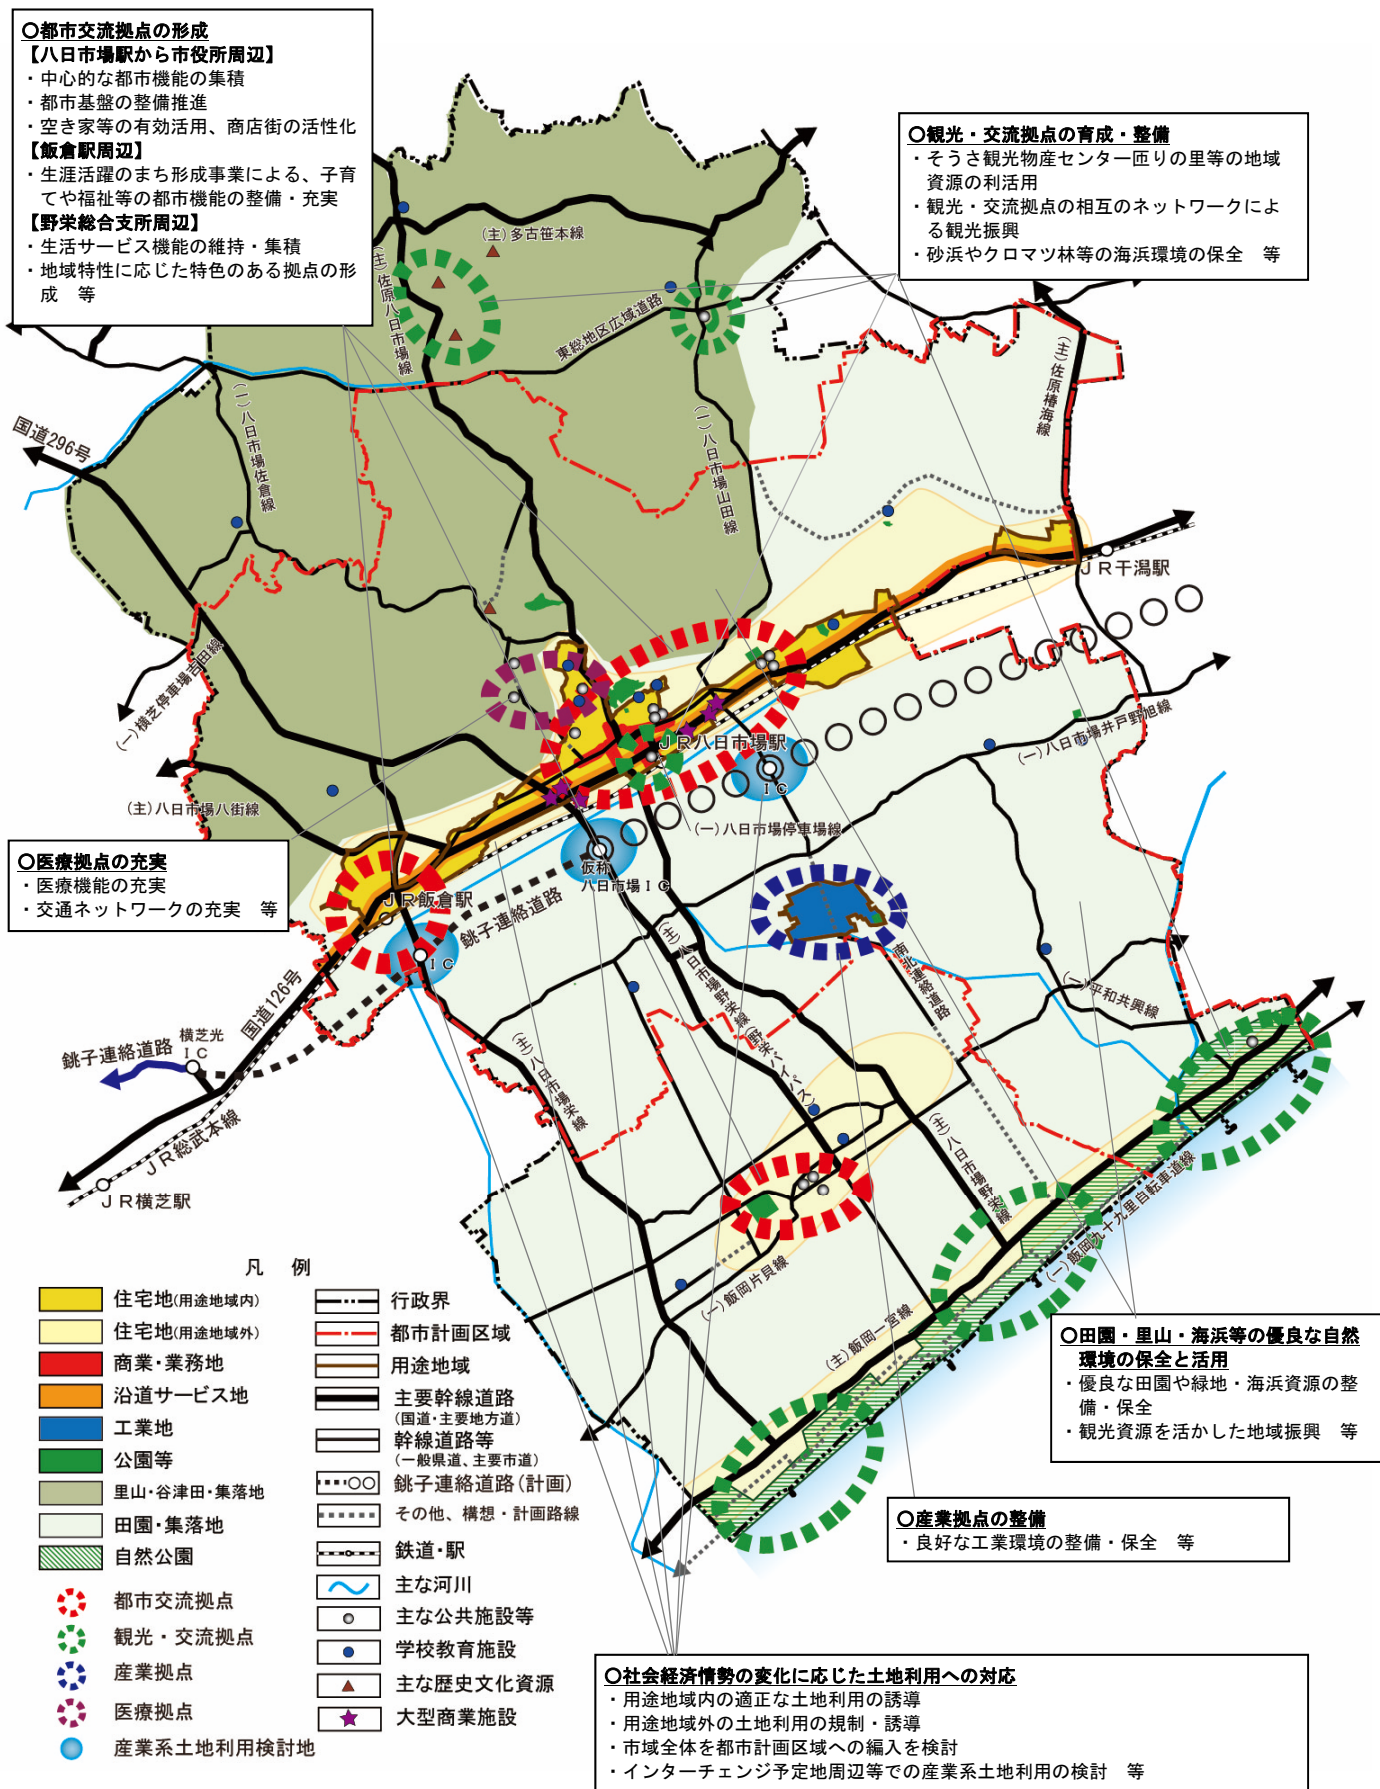 ○都市交流拠点の形成
【八日市場駅から市役所周辺】
・中心的な都市機能の集積
・都市基盤の整備推進
・空き家等の有効活用、商店街の活性化
【飯倉駅周辺】
・生涯活躍のまち形成事業による、子育
てや福祉等の都市機能の整備・充実
【野栄総合支所周辺】
・生活サービス機能の維持・集積
・地域特性に応じた特色のある拠点の形
成　等
○観光・交流拠点の育成・整備
・そうさ観光物産センター匝りの里等の地域
資源の利活用
・観光・交流拠点の相互のネットワークによ
る観光振興
・砂浜やクロマツ林等の海浜環境の保全　等
(主)多古笹本線
(主)佐原八日市場線
東総地区広域道路
(主)佐原椿海線
(一)八日市場佐倉線
(一)八日市場山田線
国道296号
JR干潟駅
(一)横芝停車場吉田線
(一)八日市場井戸野旭線
JR八日市場駅
IC
(主)八日市場八街線
(一)八日市場停車場線
仮称
八日市場IC
○医療拠点の充実
・医療機能の充実
・交通ネットワークの充実　等
JR飯倉駅
銚子連絡道路
IC
国道126号
(主)八日市場野栄線(野栄バイパス)
南北連絡道路
(一)平和共興線
横芝光
IC
銚子連絡道路
(主)八日市場栄線
JR総武本線
JR横芝駅
(主)八日市場野栄線
(一)飯岡九十九里自転車道線
(一)飯岡片貝線
(主)飯岡一宮線
○田園・里山・海浜等の優良な自然
環境の保全と活用
・優良な田園や緑地・海浜資源の整
備・保全
・観光資源を活かした地域振興　等
○産業拠点の整備
・良好な工業環境の整備・保全　等
○社会経済情勢の変化に応じた土地利用への対応
・用途地域内の適正な土地利用の誘導
・用途地域外の土地利用の規制・誘導
・市域全体を都市計画区域への編入を検討
・インターチェンジ予定地周辺等での産業系土地利用の検討　等
凡　例
住宅地(用途地域内)
住宅地(用途地域外)
商業・業務地
沿道サービス地
工業地
公園等
里山・谷津田・集落地
田園・集落地
自然公園
都市交流拠点
観光・交流拠点
産業拠点
医療拠点
産業系土地利用検討地
行政界
都市計画区域
用途地域
主要幹線道路
(国道・主要地方道)
幹線道路等
(一般県道、主要市道)
銚子連絡道路(計画)
その他、構想・計画路線
鉄道・駅
主な河川
主な公共施設等
学校教育施設
主な歴史文化資源
大型商業施設